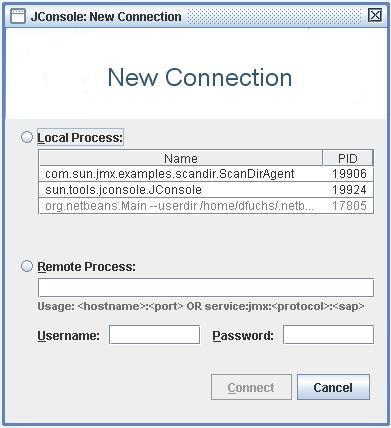 JConsole: New Connection
New Connection
Local Process:
Name PID
com.sun.jmx.examples.scandir.ScanDirAgent 19906
sun.tools.jconsole.JConsole 19924
org.netbeans.Main --userdir /home/dfuchs/.netb... 17805
Remote Process:
Usage: <hostname>:<port> OR service:jmx:<protocol>:<sap>
Username: Password:
Connect Cancel